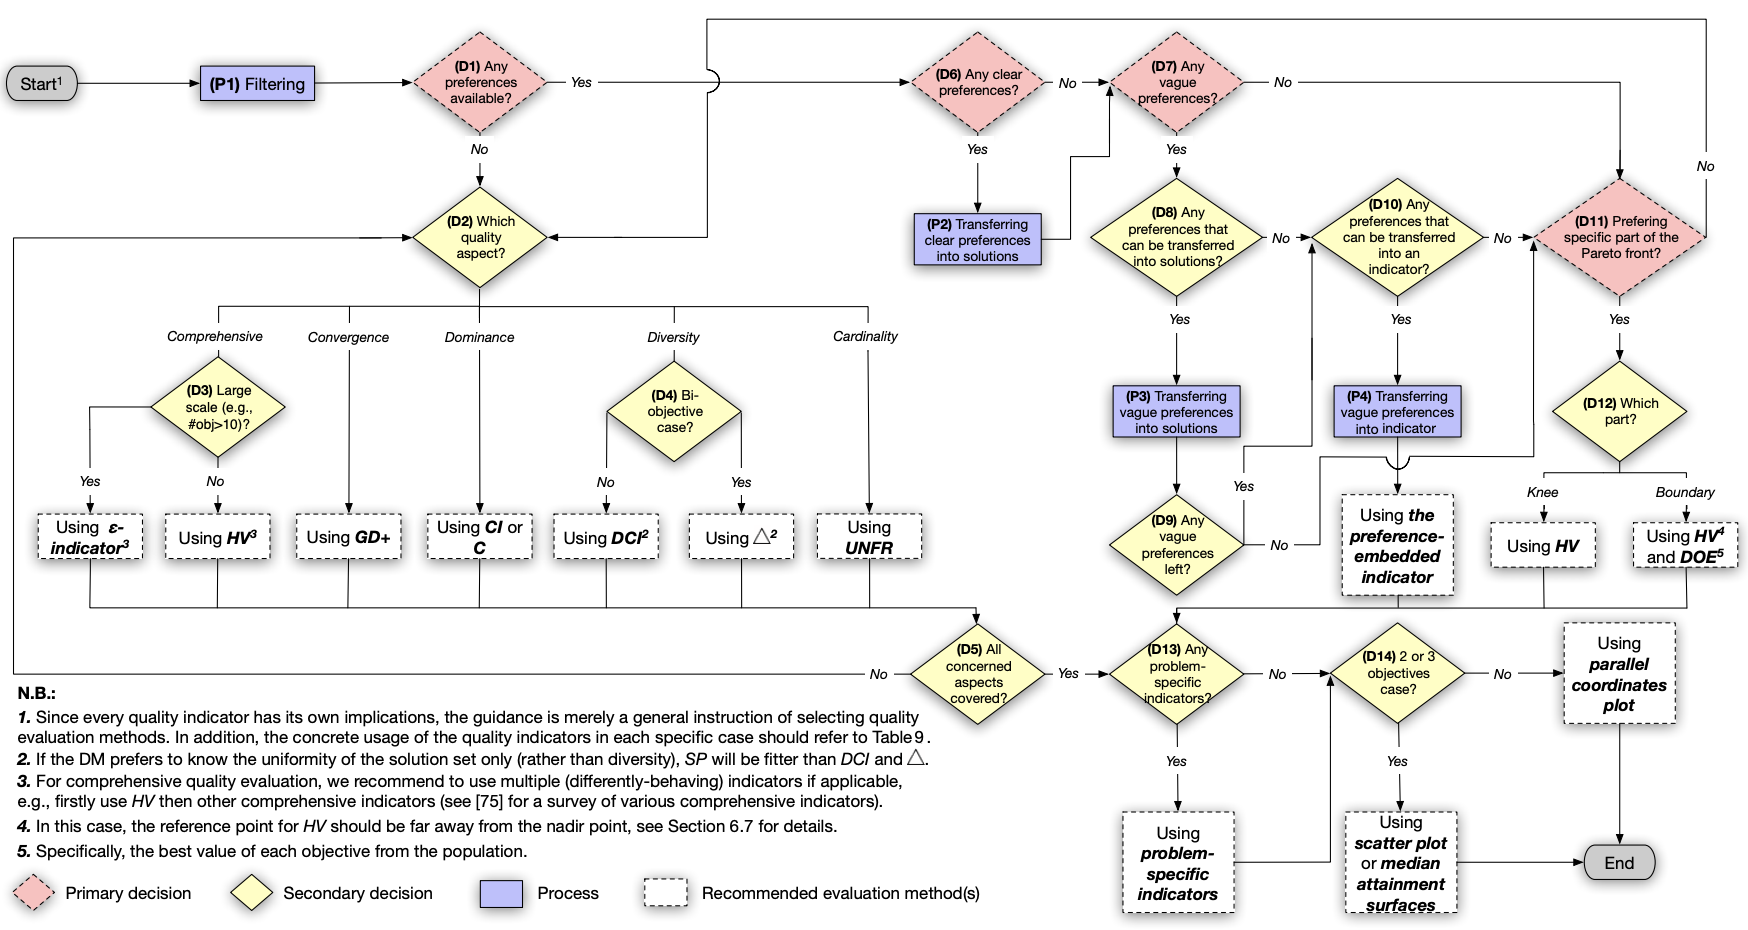 Start1
(P1) Filtering
(D1) Any
preferences
available?
Yes
No
(D6) Any clear
preferences?
No
Yes
(D7) Any
vague
preferences?
No
Yes
No
(P2) Transferring
clear preferences
into solutions
(D2) Which
quality
aspect?
(D8) Any
preferences that
can be transferred
into solutions?
No
Yes
(D10) Any
preferences that
can be transferred
into an
indicator?
No
Yes
(D11) Prefering
specific part of the
Pareto front?
Yes
Comprehensive
Convergence
Dominance
Diversity
Cardinality
(D3) Large
scale (e.g.,
#obj>10)?
Yes
No
(D4) Bi-
objective
case?
No
Yes
(P3) Transferring
vague preferences
into solutions
(P4) Transferring
vague preferences
into indicator
(D12) Which
part?
Knee
Boundary
Using ε-
indicator3
Using HV3
Using GD+
Using CI or
C
Using DCI2
Using △2
Using
UNFR
(D9) Any
vague
preferences
left?
Yes
No
Using the
preference-
embedded
indicator
Using HV
Using HV4
and DOE5
(D5) All
concerned
aspects
covered?
No
Yes
(D13) Any
problem-
specific
indicators?
No
Yes
(D14) 2 or 3
objectives
case?
No
Yes
Using
parallel
coordinates
plot
Using
problem-
specific
indicators
Using
scatter plot
or median
attainment
surfaces
End
N.B.:
1. Since every quality indicator has its own implications, the guidance is merely a general instruction of selecting quality
evaluation methods. In addition, the concrete usage of the quality indicators in each specific case should refer to Table 9.
2. If the DM prefers to know the uniformity of the solution set only (rather than diversity), SP will be fitter than DCI and △.
3. For comprehensive quality evaluation, we recommend to use multiple (differently-behaving) indicators if applicable,
e.g., firstly use HV then other comprehensive indicators (see [75] for a survey of various comprehensive indicators).
4. In this case, the reference point for HV should be far away from the nadir point, see Section 6.7 for details.
5. Specifically, the best value of each objective from the population.
Primary decision
Secondary decision
Process
Recommended evaluation method(s)